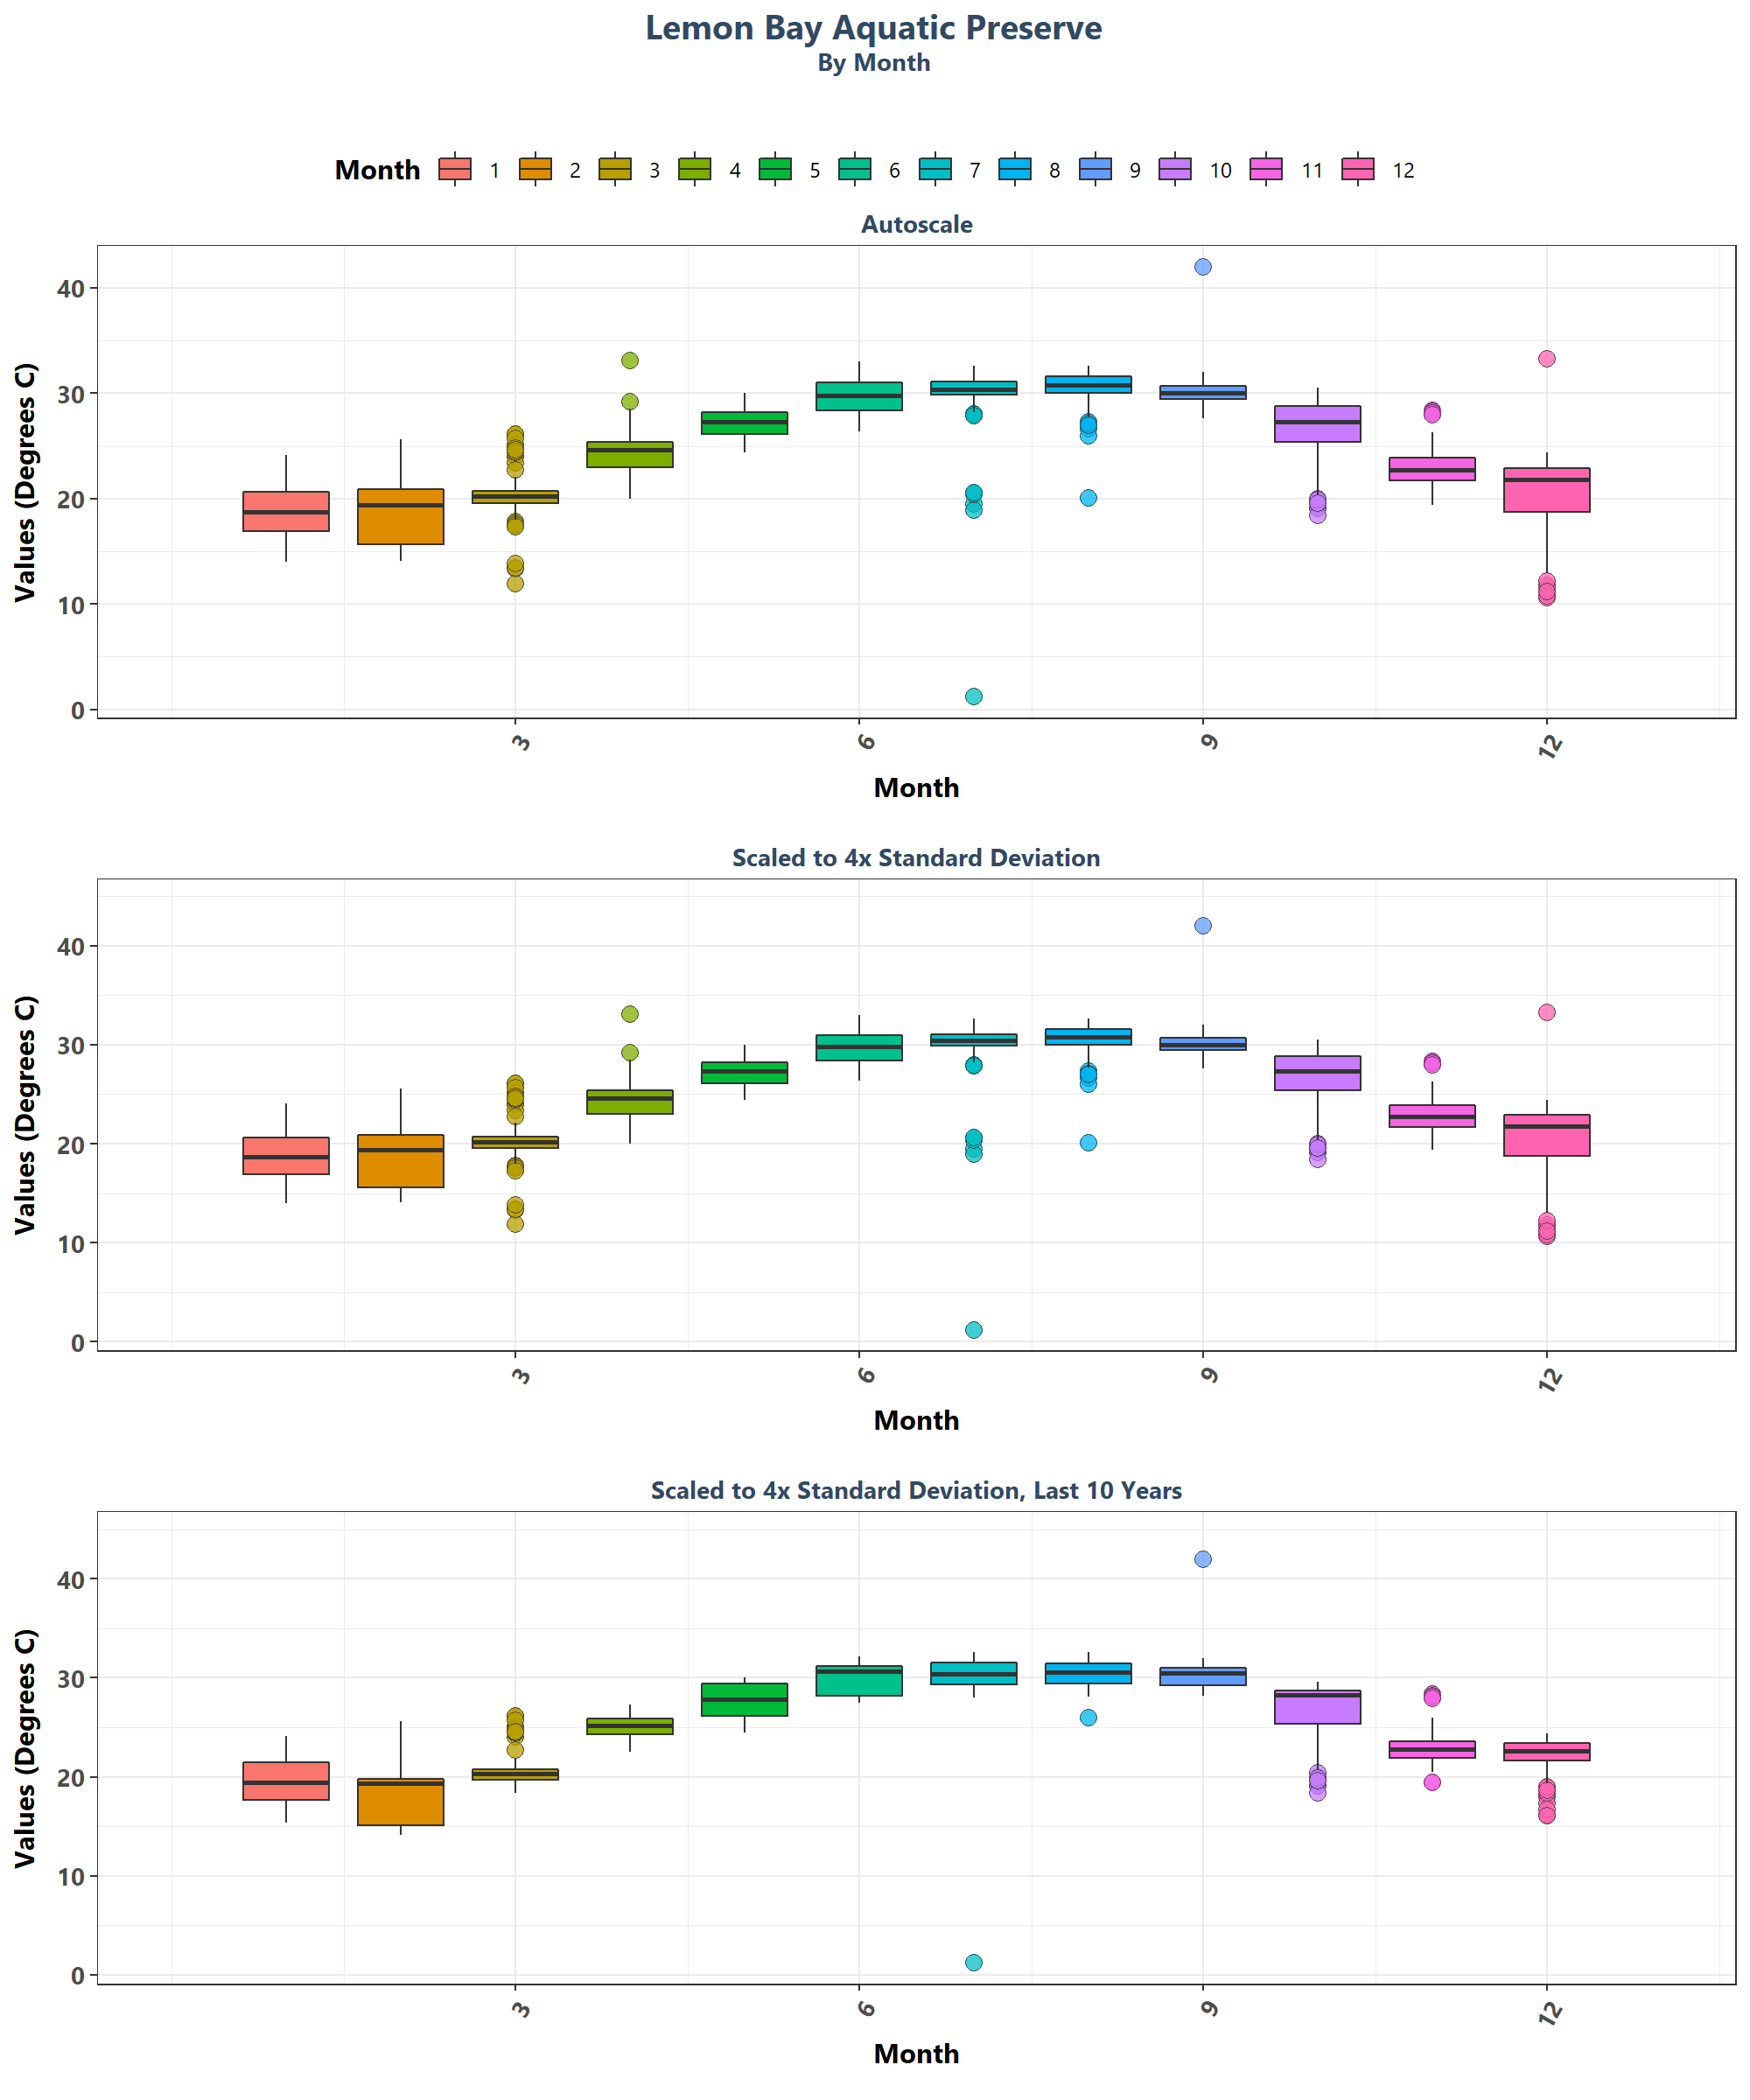 Lemon Bay Aquatic Preserve
By Month
Month 1 2 3 4 5 6 7 8 9 10 11 12
Autoscale
Values (Degrees C)
40
30
20
10
0
3 6 9 12
Month
Scaled to 4x Standard Deviation
Values (Degrees C)
40
30
20
10
0
3 6 9 12
Month
Scaled to 4x Standard Deviation, Last 10 Years
Values (Degrees C)
40
30
20
10
0
3 6 9 12
Month